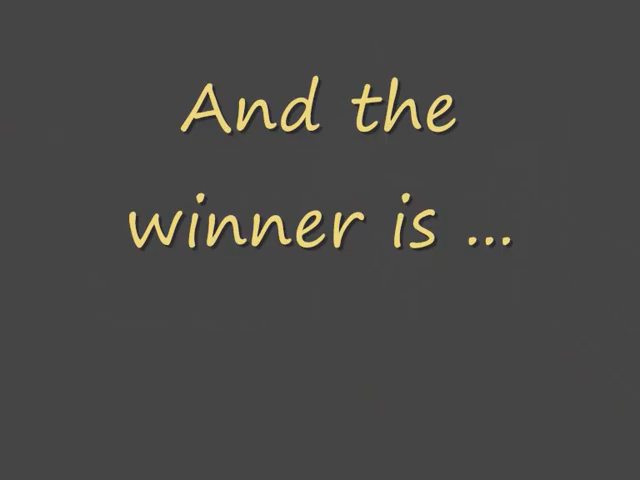 And the
winner is ...